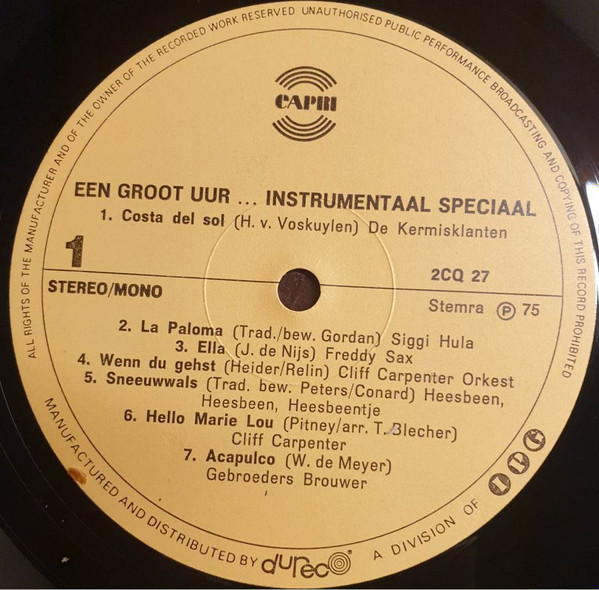 ALL RIGHTS OF THE MANUFACTURER AND OF THE OWNER OF THE RECORDED WORK RESERVED UNAUTHORISED PUBLIC PERFORMANCE BROADCASTING AND COPYING OF THIS RECORD PROHIBITED
CAPRI
EEN GROOT UUR ... INSTRUMENTAAL SPECIAAL
1. Costa del sol (H. v. Voskuylen) De Kermisklanten
1
2CQ 27
STEREO/MONO
Stemra Ⓟ 75
2. La Paloma (Trad./bew. Gordan) Siggi Hula
3. Ella (J. de Nijs) Freddy Sax
4. Wenn du gehst (Heider/Relin) Cliff Carpenter Orkest
5. Sneeuwwals (Trad. bew. Peters/Conard) Heesbeen,
Heesbeen, Heesbeentje
6. Hello Marie Lou (Pitney/arr. T. Blecher)
Cliff Carpenter
7. Acapulco (W. de Meyer)
Gebroeders Brouwer
MANUFACTURED AND DISTRIBUTED BY dureco A DIVISION OF